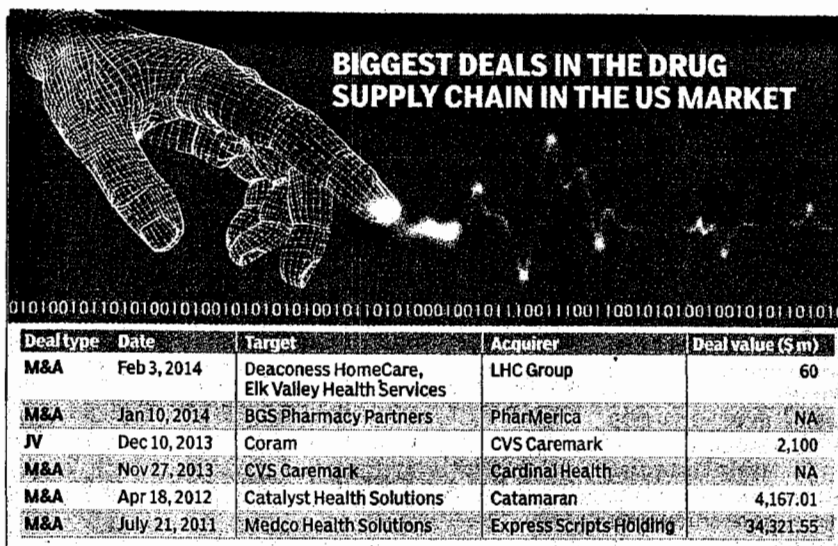 BIGGEST DEALS IN THE DRUG
SUPPLY CHAIN IN THE US MARKET
Deal type Date Target Acquirer Deal value ($ m)
M&A Feb 3, 2014 Deaconess HomeCare, LHC Group 60
Elk Valley Health Services
M&A Jan 10, 2014 BGS Pharmacy Partners PharMerica NA
JV Dec 10, 2013 Coram CVS Caremark 2,100
M&A Nov 27, 2013 CVS Caremark Cardinal Health NA
M&A Apr 18, 2012 Catalyst Health Solutions Catamaran 4,167.01
M&A July 21, 2011 Medco Health Solutions Express Scripts Holding 34,321.55